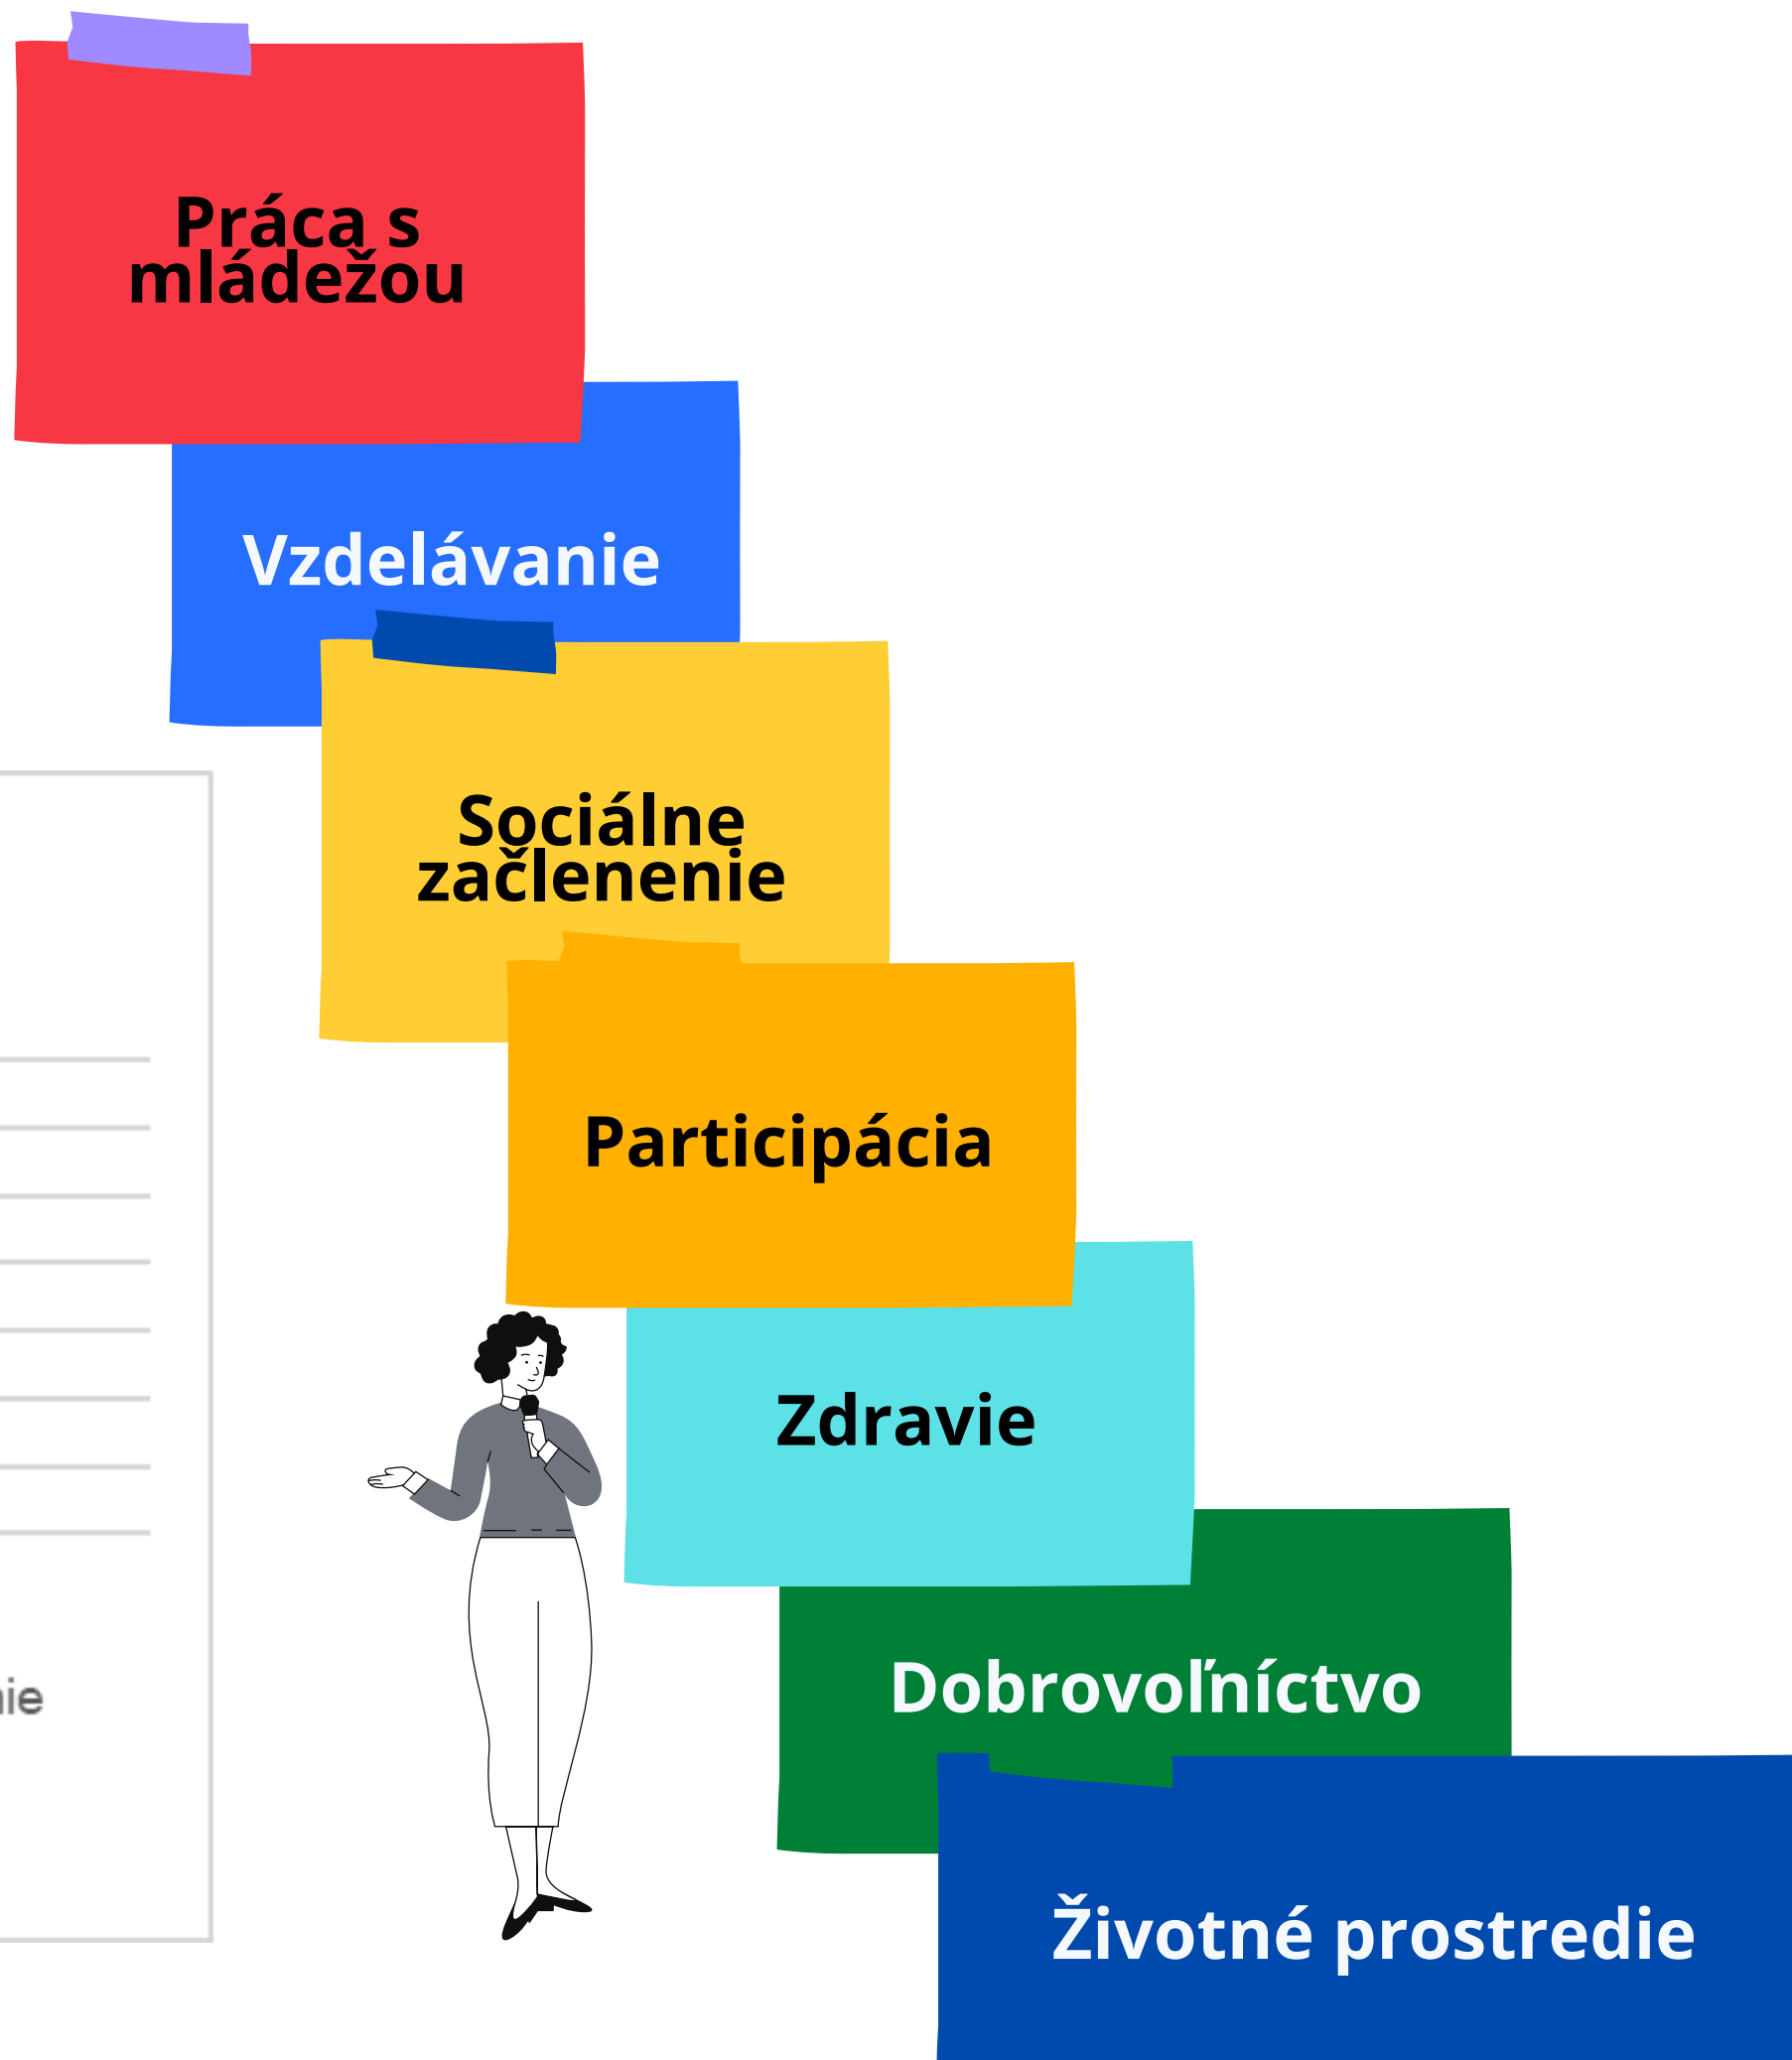 Práca s
mládežou
Vzdelávanie
Sociálne
začlenenie
Participácia
Zdravie
Dobrovoľníctvo
Životné prostredie